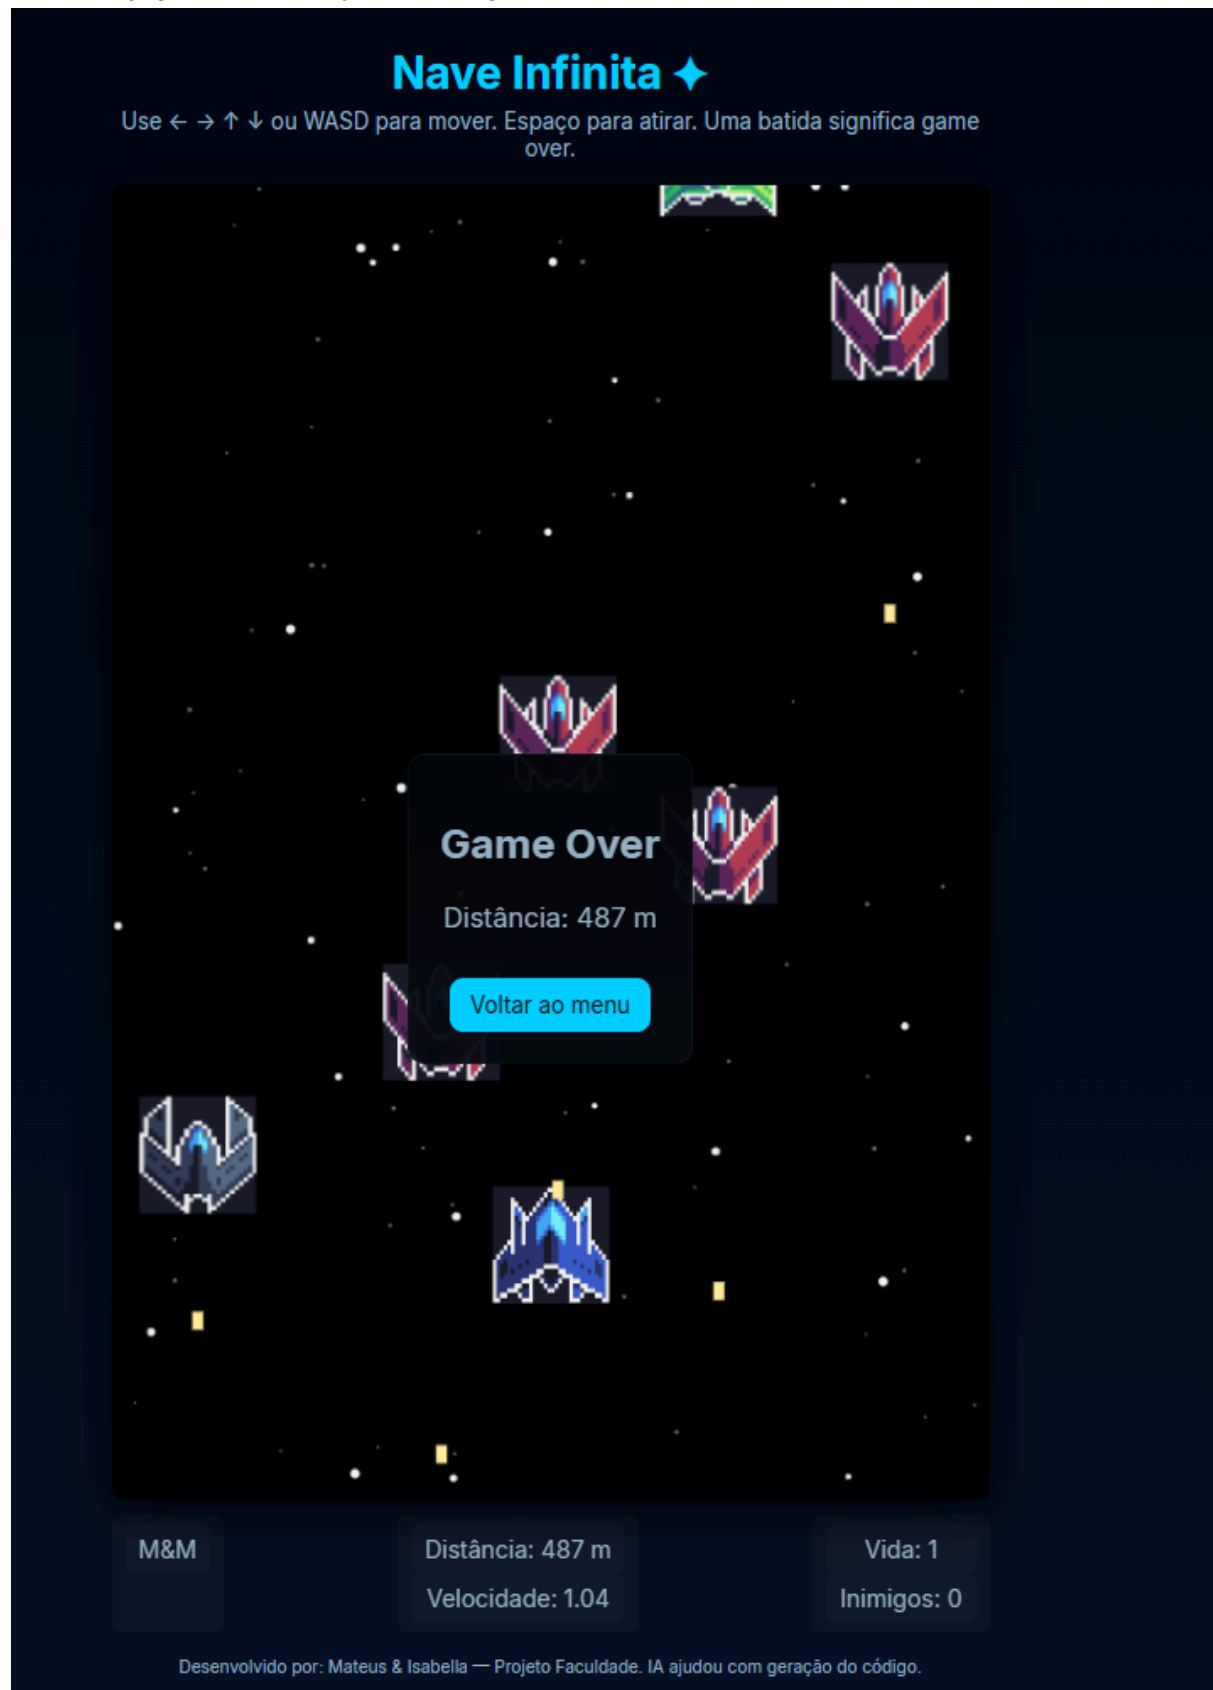 Nave Infinita ✦
Use ← → ↑ ↓ ou WASD para mover. Espaço para atirar. Uma batida significa game
over.
Game Over
Distância: 487 m
Voltar ao menu
M&M
Distância: 487 m
Velocidade: 1.04
Vida: 1
Inimigos: 0
Desenvolvido por: Mateus & Isabella — Projeto Faculdade. IA ajudou com geração do código.